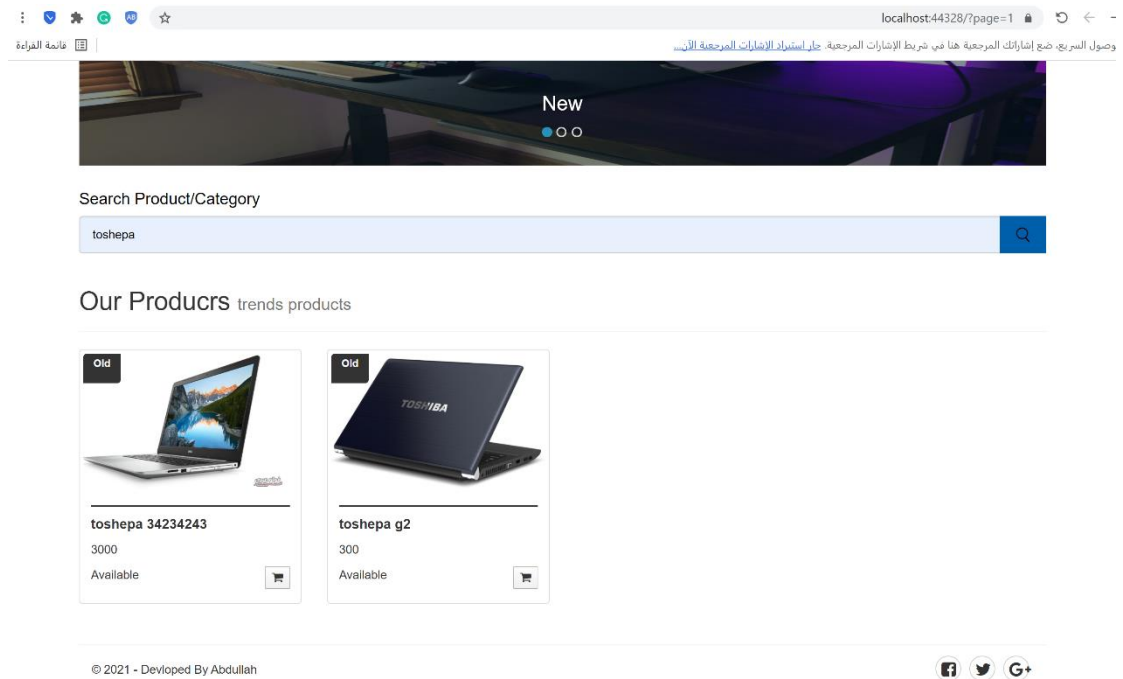 localhost:44328/?page=1
وصول السريع، ضع إشاراتك المرجعية هنا في شريط الإشارات المرجعية. جارٍ استيراد الإشارات المرجعية الآن...
قائمة القراءة
New
Search Product/Category
toshepa
Our Producrs trends products
Old
Old
TOSHIBA
toshepa 34234243
toshepa g2
3000
300
Available
Available
© 2021 - Devloped By Abdullah
G+